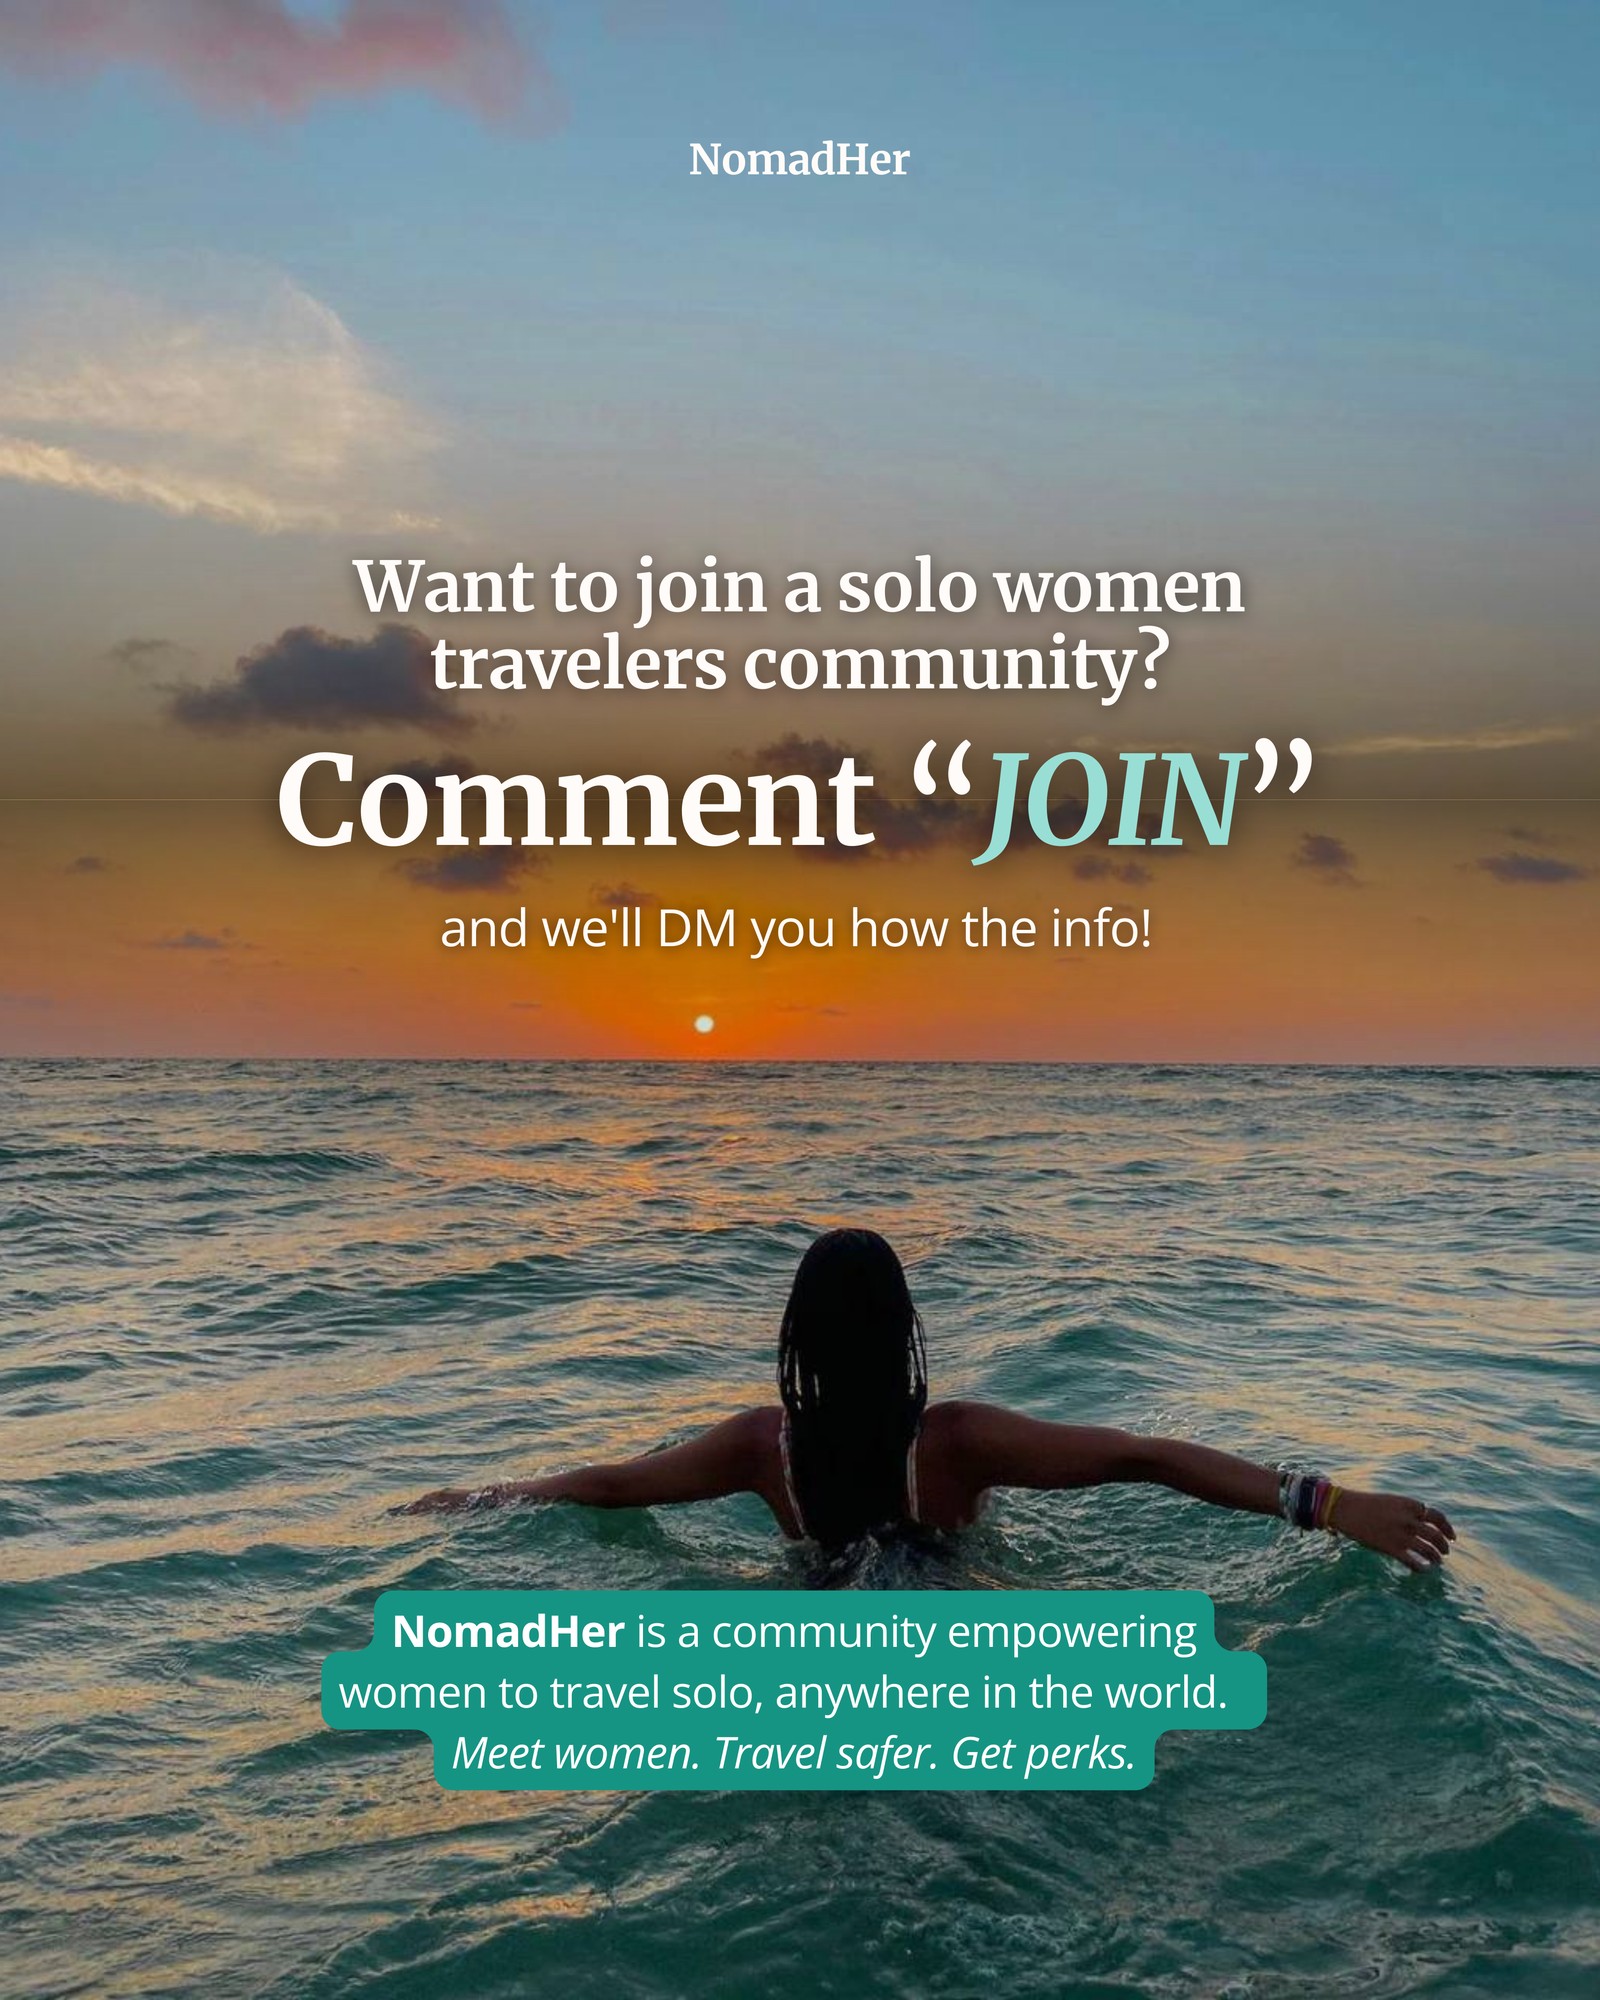 NomadHer
Want to join a solo women
travelers community?
Comment “JOIN”
and we'll DM you how the info!
NomadHer is a community empowering
women to travel solo, anywhere in the world.
Meet women. Travel safer. Get perks.